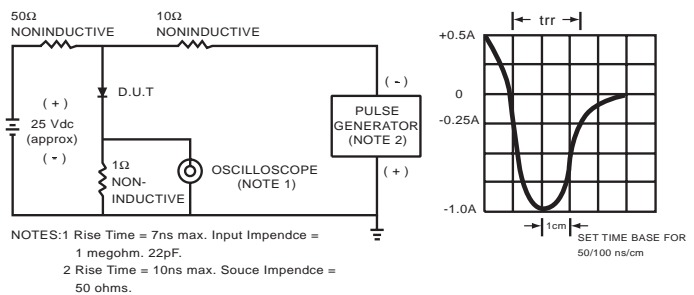 50Ω
NONINDUCTIVE
10Ω
NONINDUCTIVE
( + )
25 Vdc
(approx)
( - )
D.U.T
1Ω
NON-
INDUCTIVE
OSCILLOSCOPE
(NOTE 1)
( - )
PULSE
GENERATOR
(NOTE 2)
( + )
trr
+0.5A
0
-0.25A
-1.0A
1cm
SET TIME BASE FOR
50/100 ns/cm
NOTES:1 Rise Time = 7ns max. Input Impendce =
1 megohm. 22pF.
2 Rise Time = 10ns max. Souce Impendce =
50 ohms.